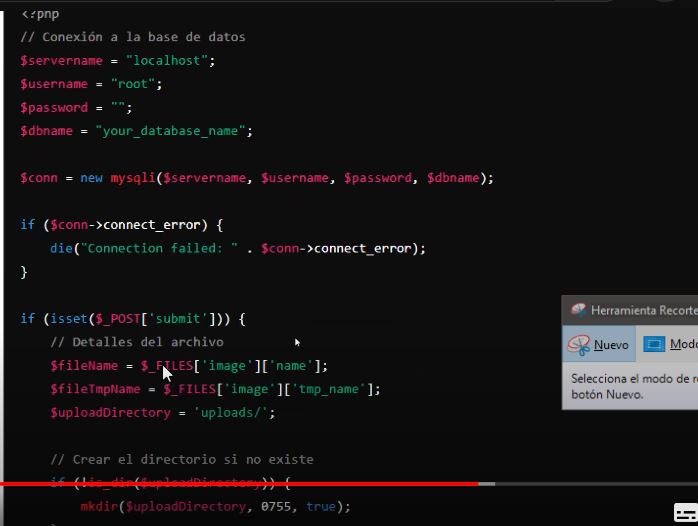 <?php
// Conexión a la base de datos
$servername = "localhost";
$username = "root";
$password = "";
$dbname = "your_database_name";
$conn = new mysqli($servername, $username, $password, $dbname);
if ($conn->connect_error) {
die("Connection failed: " . $conn->connect_error);
}
if (isset($_POST['submit'])) {
// Detalles del archivo
$fileName = $_FILES['image']['name'];
$fileTmpName = $_FILES['image']['tmp_name'];
$uploadDirectory = 'uploads/';
// Crear el directorio si no existe
if (!is_dir($uploadDirectory)) {
mkdir($uploadDirectory, 0755, true);
}
Herramienta Recorte
Nuevo
Modo
Selecciona el modo de re
botón Nuevo.